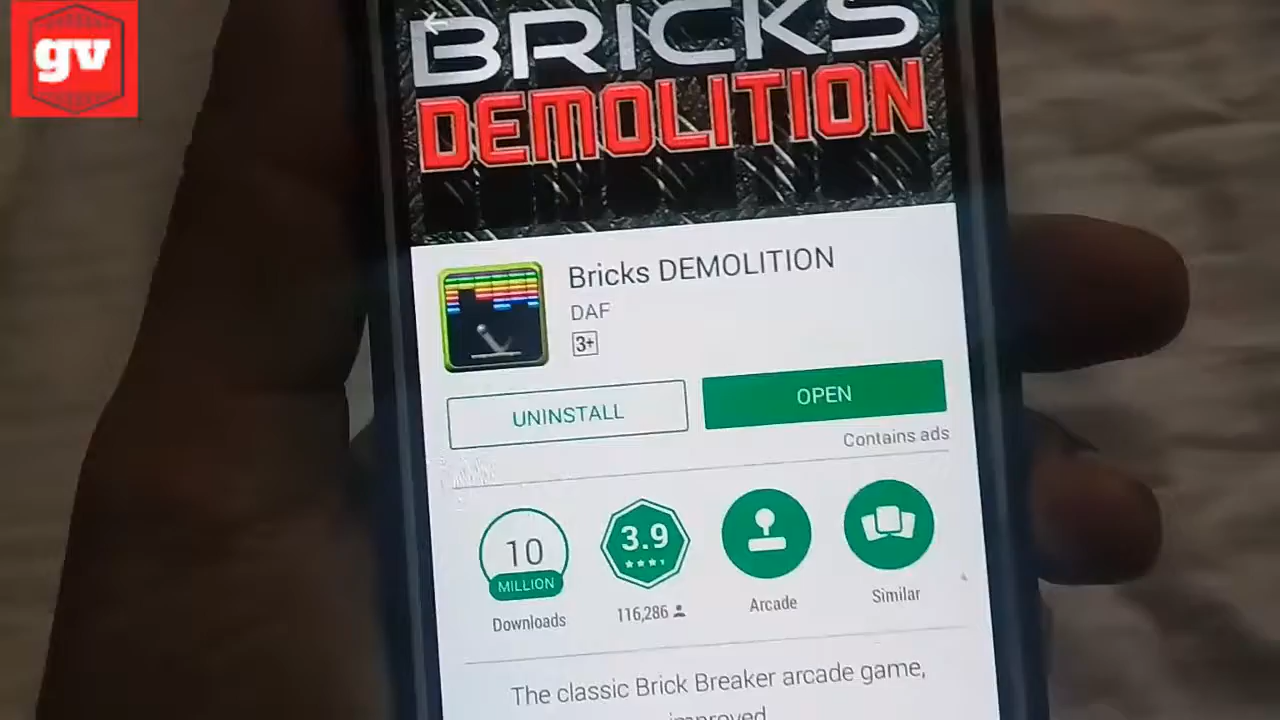 gv
BRICKS
DEMOLITION
Bricks DEMOLITION
DAF
3+
UNINSTALL
OPEN
Contains ads
10
MILLION
Downloads
3.9
116,286
Arcade
Similar
The classic Brick Breaker arcade game,
improved